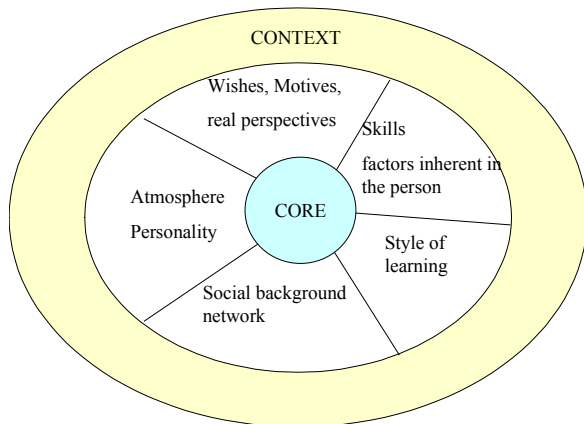 CONTEXT
Wishes, Motives,
real perspectives
Skills
factors inherent in
the person
Atmosphere
Personality
CORE
Style of
learning
Social background
network